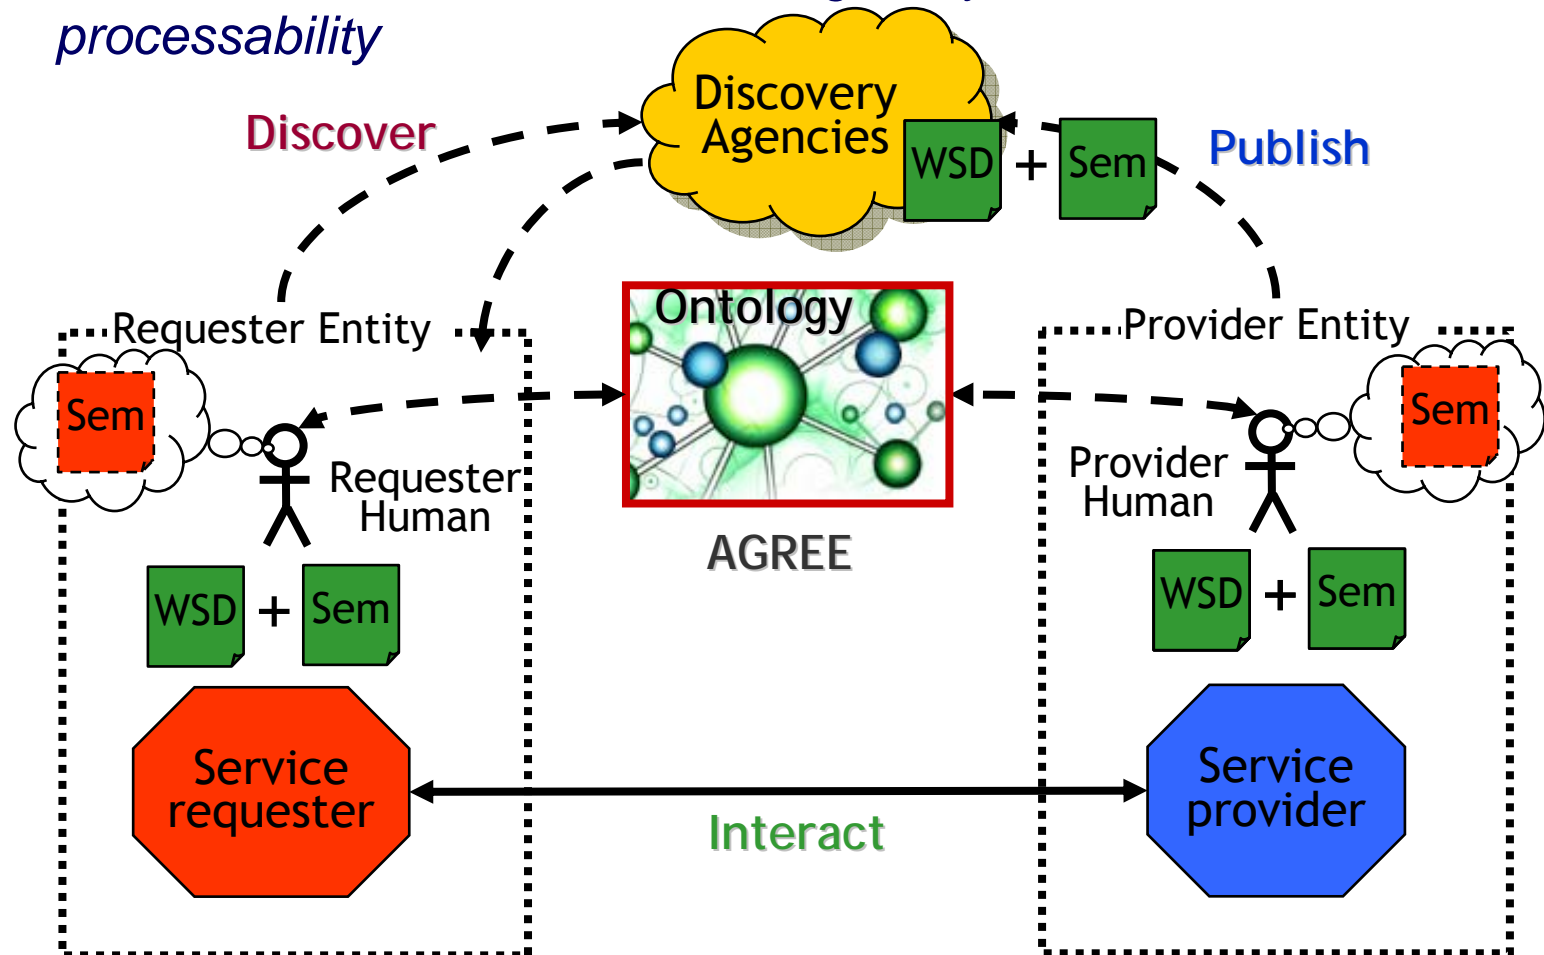 processability
Discovery
Agencies
Discover
WSD + Sem
Publish
Ontology
Requester Entity
Provider Entity
Sem
Sem
Requester
Human
Provider
Human
AGREE
WSD + Sem
WSD + Sem
Service
requester
Service
provider
Interact